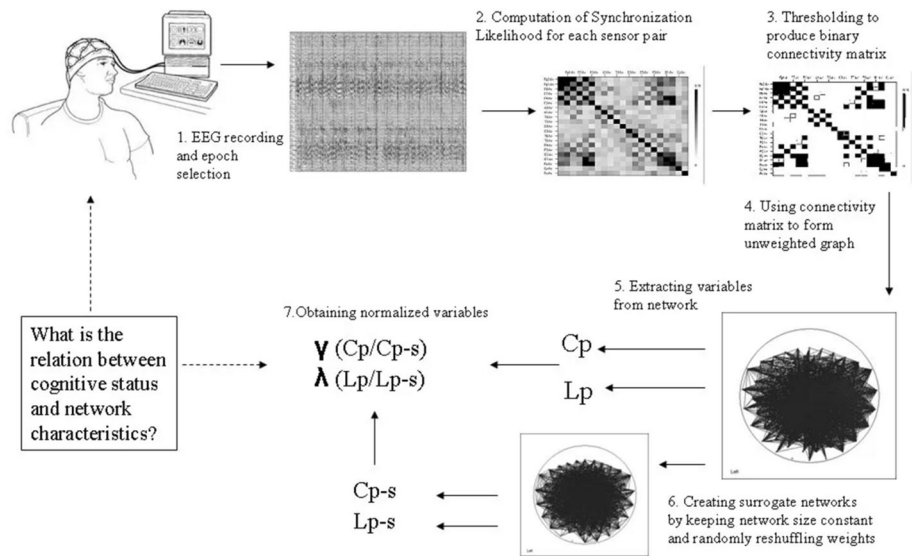 1. EEG recording
and epoch
selection
2. Computation of Synchronization
Likelihood for each sensor pair
3. Thresholding to
produce binary
connectivity matrix
4. Using connectivity
matrix to form
unweighted graph
5. Extracting variables
from network
Cp
Lp
6. Creating surrogate networks
by keeping network size constant
and randomly reshuffling weights
Left
Left
Cp-s
Lp-s
7.Obtaining normalized variables
γ (Cp/Cp-s)
λ (Lp/Lp-s)
What is the
relation between
cognitive status
and network
characteristics?